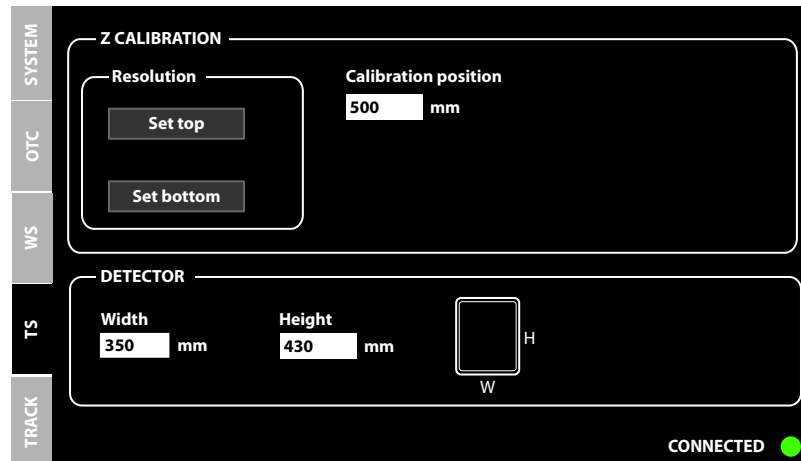 SYSTEM
OTC
WS
TS
TRACK
Z CALIBRATION
Resolution
Set top
Set bottom
Calibration position
500 mm
DETECTOR
Width
350 mm
Height
430 mm
H
W
CONNECTED